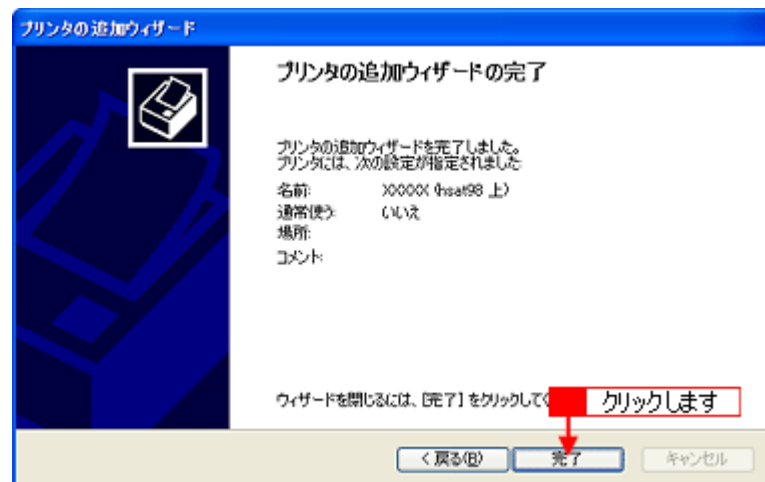 プリンタの追加ウィザード
プリンタの追加ウィザードの完了
プリンタの追加ウィザードを完了しました。
プリンタには、次の設定が指定されました
名前: XXXXX (hsat98 上)
通常使う: いいえ
場所:
コメント:
ウィザードを閉じるには、[完了] をクリックして
クリックします
< 戻る(B) 完了 キャンセル